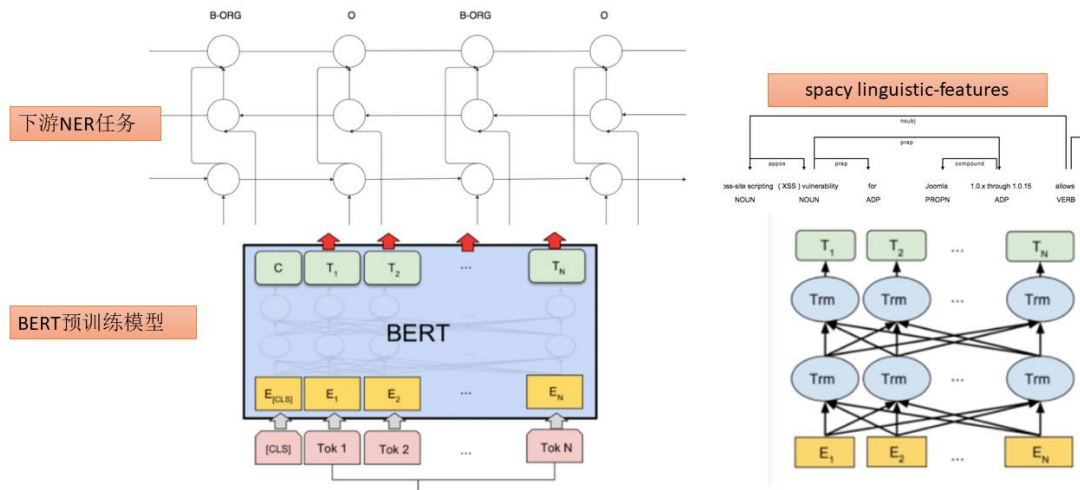 B-ORG O B-ORG O
下游NER任务
C T1 T2 ... TN
BERT预训练模型
BERT
E[CLS] E1 E2 ... EN
[CLS] Tok 1 Tok 2 ... Tok N
spacy linguistic-features
nsubj
prep
appos prep compound
oss-site scripting ( XSS ) vulnerability for Joomla 1.0.x through 1.0.15 allows
NOUN NOUN ADP PROPN ADP VERB
T1 T2 ... TN
Trm Trm ... Trm
Trm Trm ... Trm
E1 E2 ... EN